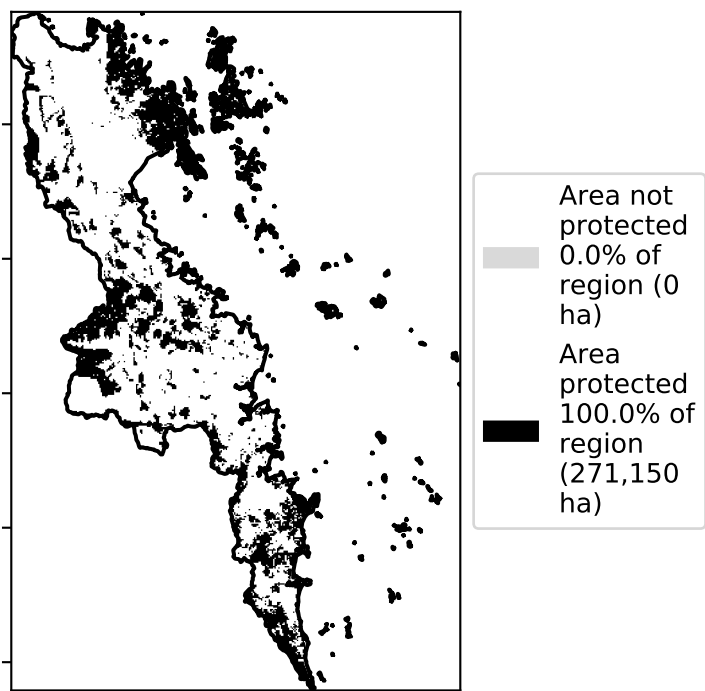 Area not
protected
0.0% of
region (0
ha)
Area
protected
100.0% of
region
(271,150
ha)